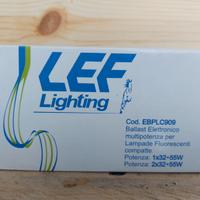 LEF
Lighting
Cod. EBPLC909
Ballast Elettronico
multipotenza per
Lampade Fluorescenti
compatte.
Potenza: 1x32÷55W
Potenza: 2x32÷55W